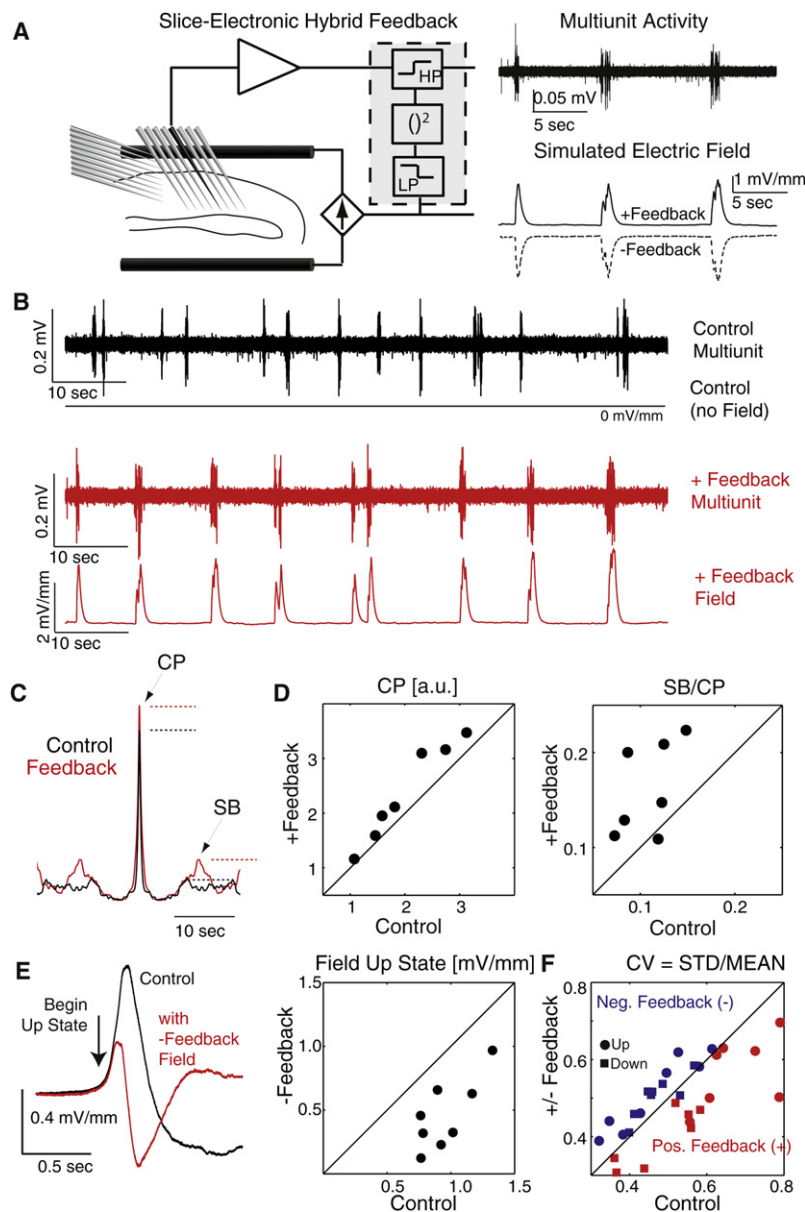 A
Slice-Electronic Hybrid Feedback
HP
()²
LP
Multiunit Activity
0.05 mV
5 sec
Simulated Electric Field
1 mV/mm
5 sec
+Feedback
-Feedback
B
0.2 mV
10 sec
Control
Multiunit
Control
(no Field)
0 mV/mm
0.2 mV
10 sec
+ Feedback
Multiunit
2 mV/mm
10 sec
+ Feedback
Field
C
CP
Control
Feedback
SB
10 sec
D
CP [a.u.]
+Feedback
3
2
1
1
2
3
Control
SB/CP
+Feedback
0.2
0.1
0.1
0.2
Control
E
Control
Begin
Up State
with
-Feedback
Field
0.4 mV/mm
0.5 sec
Field Up State [mV/mm]
-Feedback
1.5
1.0
0.5
0.5
1.0
1.5
Control
F
CV = STD/MEAN
+/- Feedback
0.8
0.6
0.4
Neg. Feedback (-)
Up
Down
Pos. Feedback (+)
0.4
0.6
0.8
Control